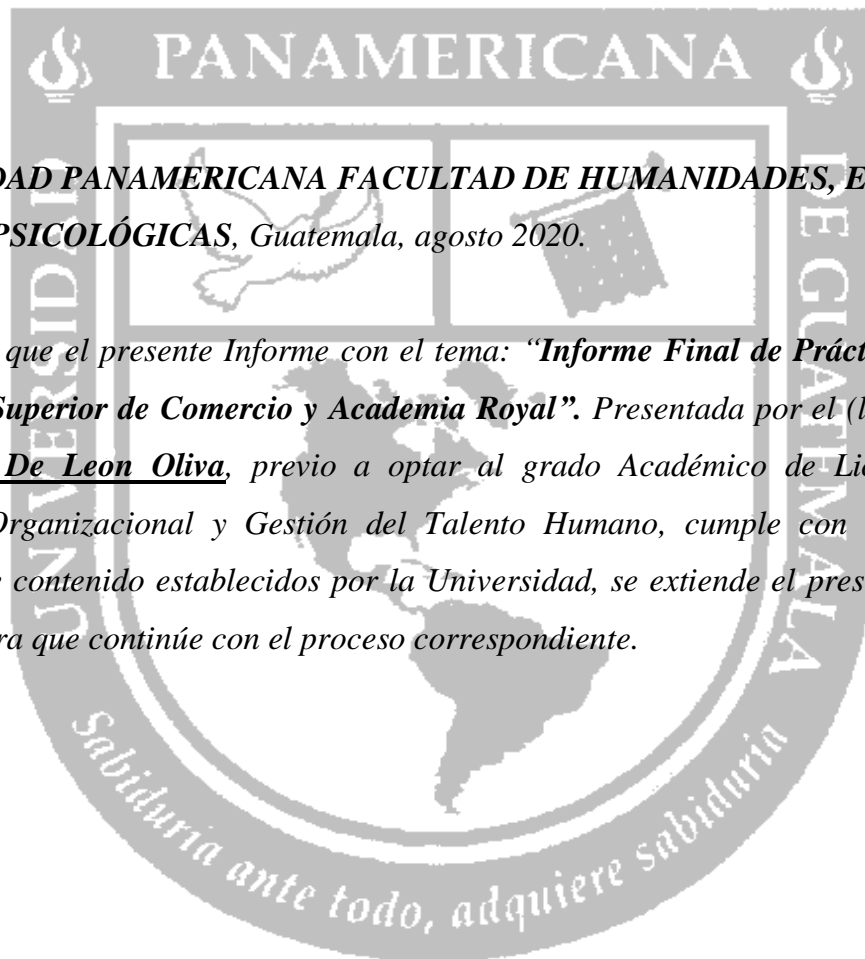 PANAMERICANA
DAD PANAMERICANA FACULTAD DE HUMANIDADES, E
PSICOLÓGICAS, Guatemala, agosto 2020.
que el presente Informe con el tema: “Informe Final de Práct
Superior de Comercio y Academia Royal”. Presentada por el (l
De Leon Oliva, previo a optar al grado Académico de Lic
Organizacional y Gestión del Talento Humano, cumple con
contenido establecidos por la Universidad, se extiende el pres
ra que continúe con el proceso correspondiente.
UNIVERSIDAD
DE GUATEMALA
Sabiduría ante todo, adquiere sabiduría